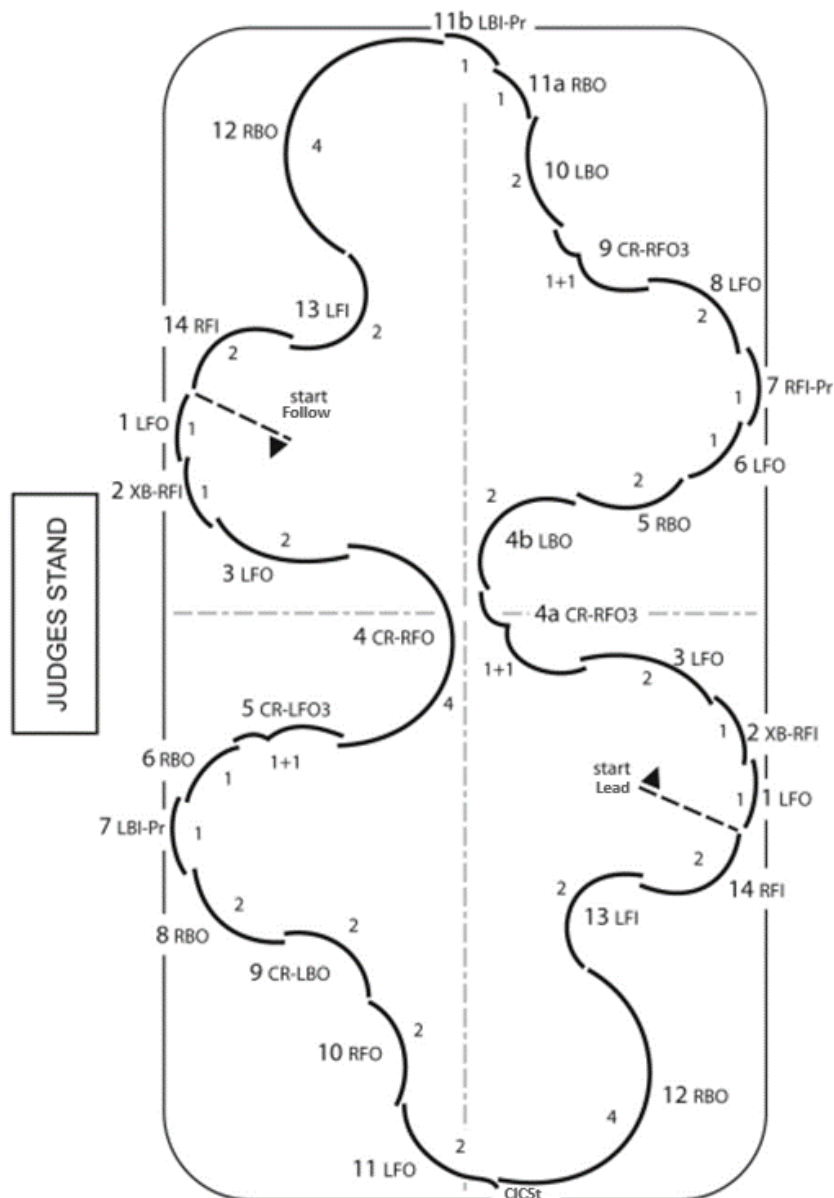 11b LBI-Pr
1
11a RBO
1
12 RBO
4
10 LBO
2
9 CR-RFO3
1+1
8 LFO
2
13 LFI
2
14 RFI
2
7 RFI-Pr
1
start
Follow
1 LFO
1
6 LFO
1
2 XB-RFI
1
2
5 RBO
2
4b LBO
3 LFO
2
JUDGES STAND
4a CR-RFO3
1+1
4 CR-RFO
4
3 LFO
2
5 CR-LFO3
1+1
2 XB-RFI
1
6 RBO
1
start
Lead
1 LFO
1
7 LBI-Pr
1
2
14 RFI
2
13 LFI
8 RBO
2
9 CR-LBO
2
10 RFO
2
12 RBO
4
11 LFO
2
ClCSt